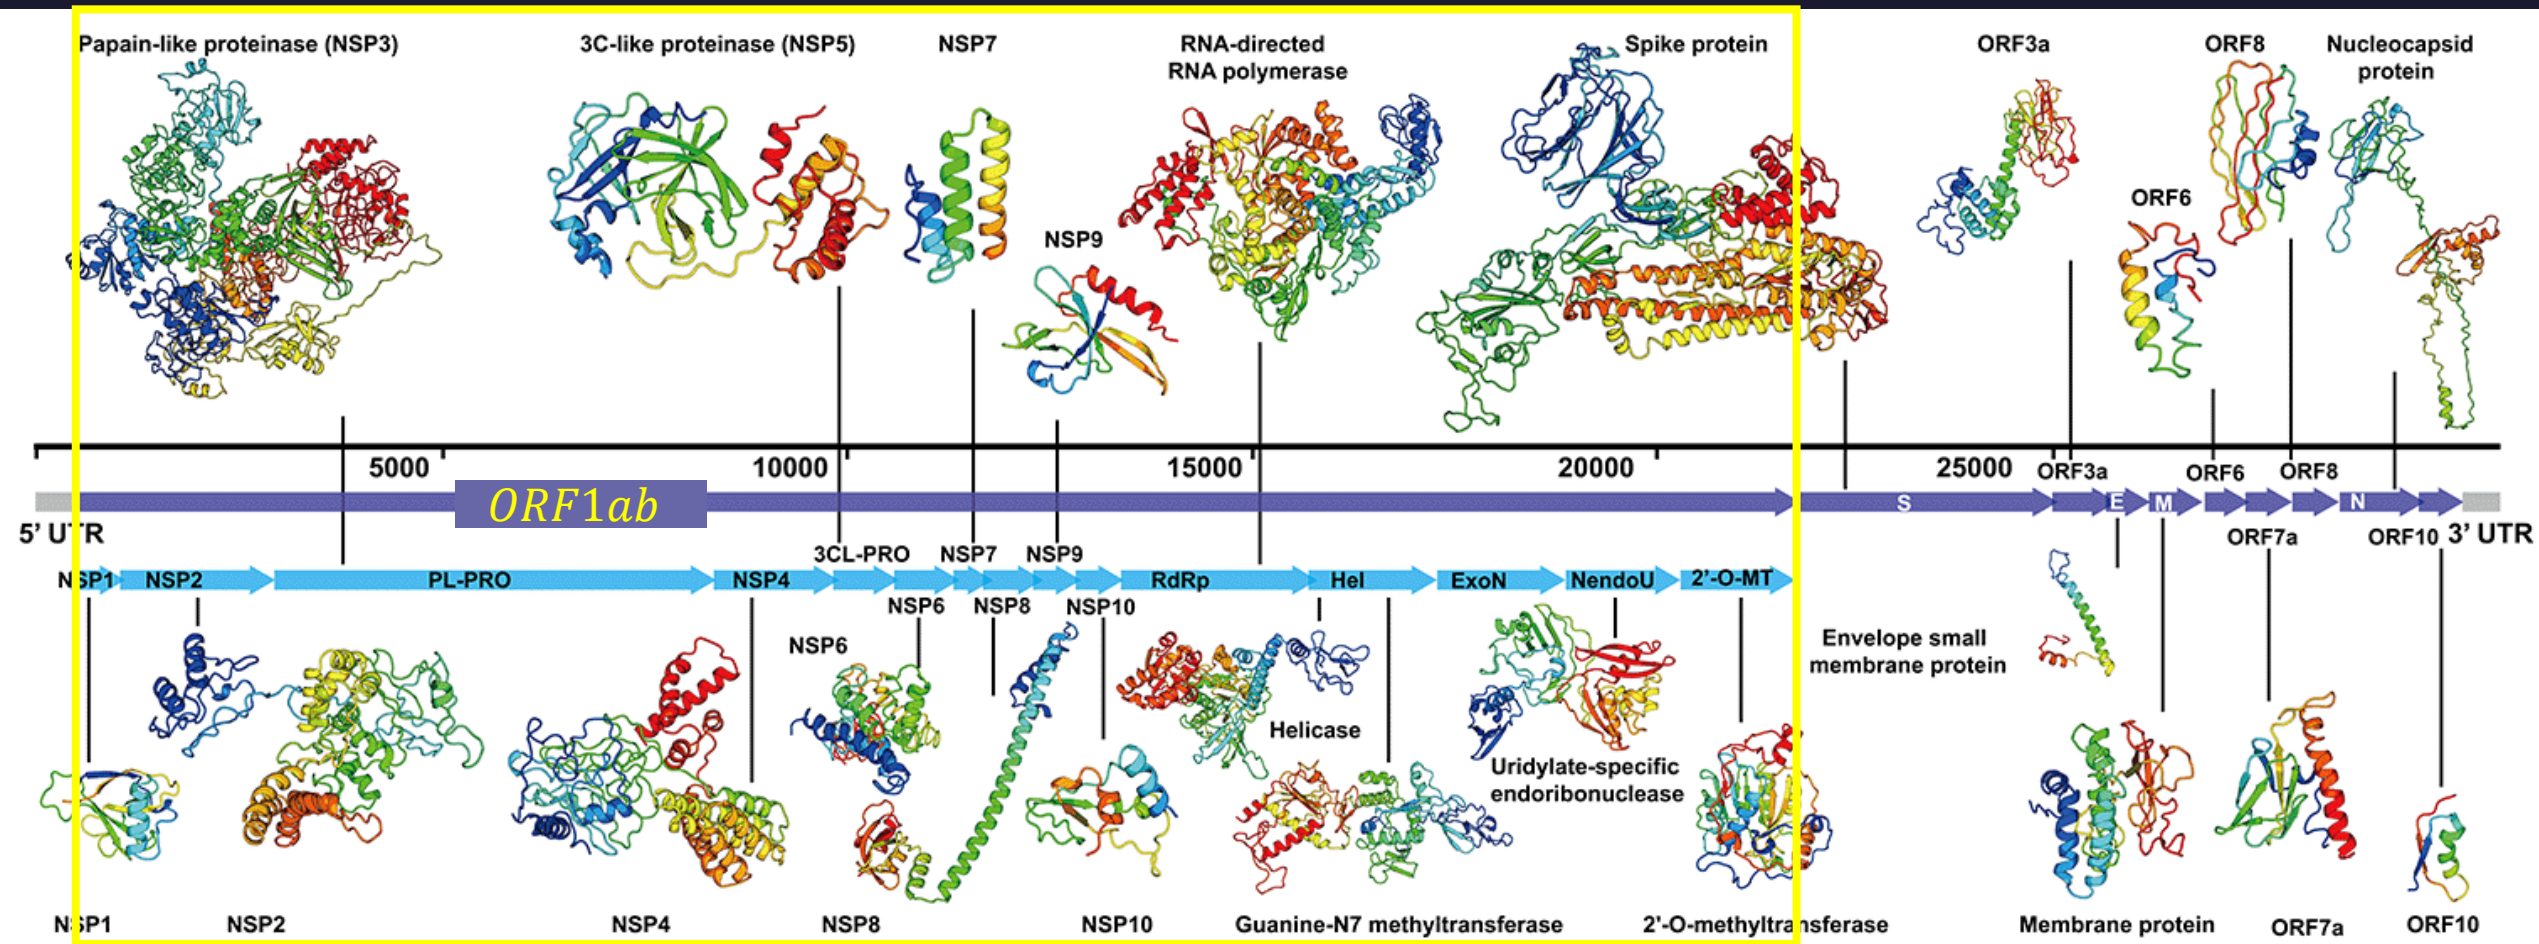 Papain-like proteinase (NSP3)
3C-like proteinase (NSP5)
NSP7
RNA-directed
RNA polymerase
Spike protein
ORF3a
ORF8
Nucleocapsid
protein
ORF6
NSP9
5000
10000
15000
20000
25000
ORF3a
ORF6
ORF8
ORF1ab
S
E
M
N
5' UTR
ORF7a
ORF10
3' UTR
3CL-PRO
NSP7
NSP9
NSP1
NSP2
PL-PRO
NSP4
RdRp
Hel
ExoN
NendoU
2'-O-MT
NSP6
NSP8
NSP10
NSP6
Envelope small
membrane protein
Helicase
Uridylate-specific
endoribonuclease
NSP1
NSP2
NSP4
NSP8
NSP10
Guanine-N7 methyltransferase
2'-O-methyltransferase
Membrane protein
ORF7a
ORF10